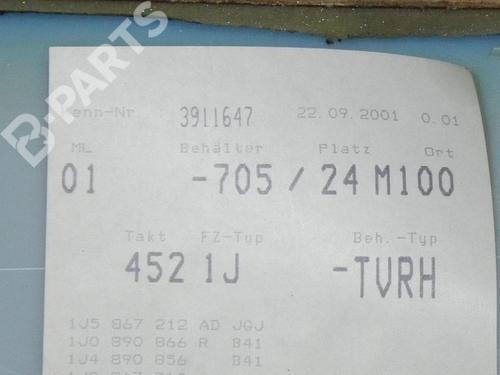 B-PARTS
enn-Nr. 3911647 22.09.2001 0.01
ML Behälter Platz Ort
01 -705 / 24 M100
Takt FZ-Typ Beh.-Typ
452 1J -TVRH
1J5 867 212 AD JGJ
1J0 890 866 R B41
1J4 890 856 B41